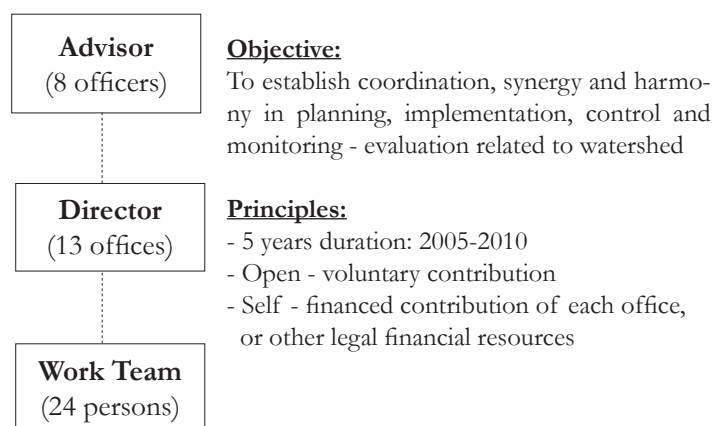 Advisor
(8 officers)
Objective:
To establish coordination, synergy and harmo-
ny in planning, implementation, control and
monitoring - evaluation related to watershed
Director
(13 offices)
Principles:
- 5 years duration: 2005-2010
- Open - voluntary contribution
- Self - financed contribution of each office,
or other legal financial resources
Work Team
(24 persons)